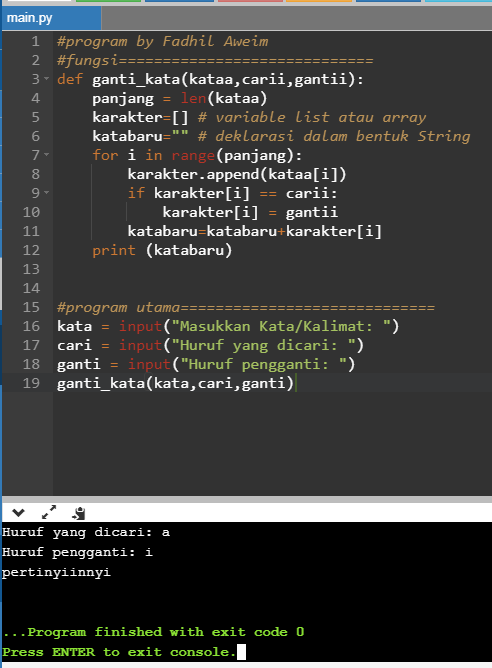 main.py
1 #program by Fadhil Aweim
2 #fungsi=============================
3 def ganti_kata(kataa,carii,gantii):
4     panjang = len(kataa)
5     karakter=[] # variable list atau array
6     katabaru="" # deklarasi dalam bentuk String
7     for i in range(panjang):
8         karakter.append(kataa[i])
9         if karakter[i] == carii:
10             karakter[i] = gantii
11         katabaru=katabaru+karakter[i]
12     print (katabaru)
13
14
15 #program utama=============================
16 kata = input("Masukkan Kata/Kalimat: ")
17 cari = input("Huruf yang dicari: ")
18 ganti = input("Huruf pengganti: ")
19 ganti_kata(kata,cari,ganti)
Huruf yang dicari: a
Huruf pengganti: i
pertinyiinnyi
...Program finished with exit code 0
Press ENTER to exit console.